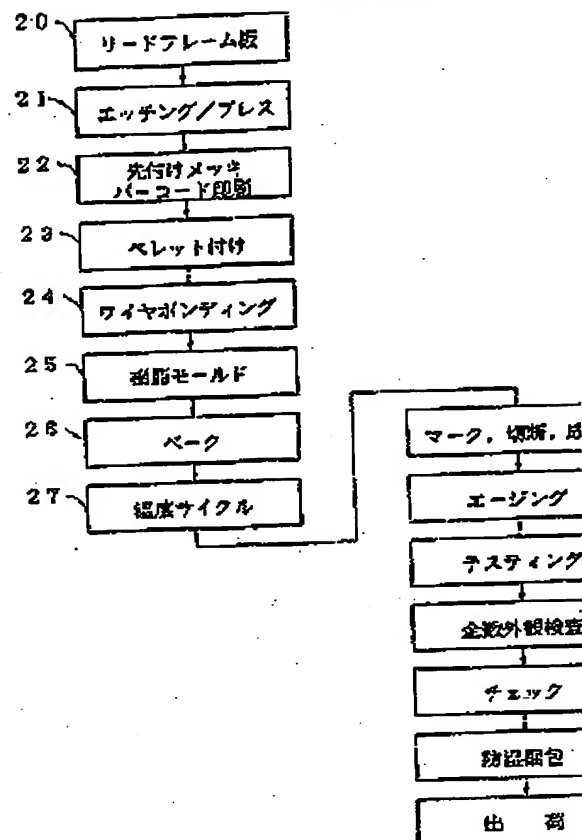 20
リードフレーム板
21
エッチング／プレス
22
先付けメッキ
バーコード印刷
23
ペレット付け
24
ワイヤボンディング
25
樹脂モールド
26
ベーク
27
温度サイクル
マーク，切断，成
エージング
テスティング
全数外観検査
チェック
防湿梱包
出 荷